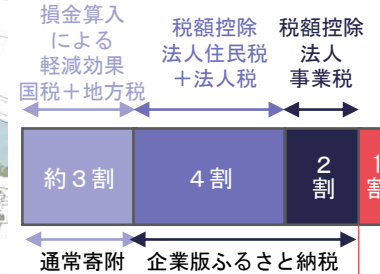 損金算入
による
軽減効果
国税＋地方税
税額控除
法人住民税
＋法人税
税額控除
法人
事業税
約３割
４割
２
割
１
割
通常寄附
企業版ふるさと納税